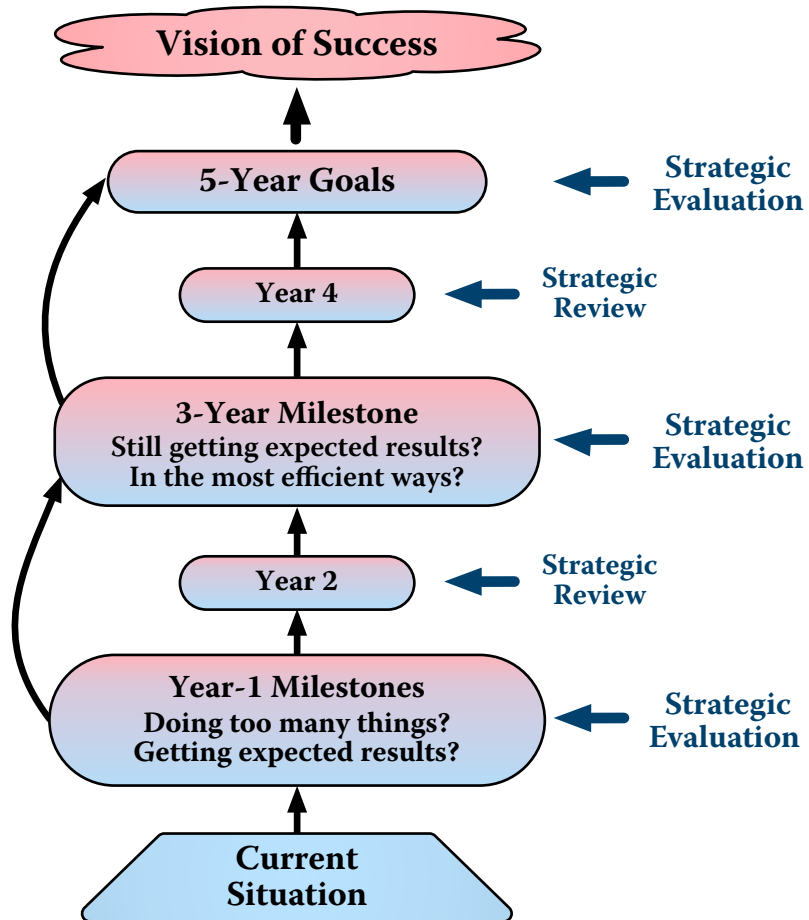 Vision of Success
5-Year Goals
Strategic
Evaluation
Year 4
Strategic
Review
3-Year Milestone
Still getting expected results?
In the most efficient ways?
Strategic
Evaluation
Year 2
Strategic
Review
Year-1 Milestones
Doing too many things?
Getting expected results?
Strategic
Evaluation
Current
Situation